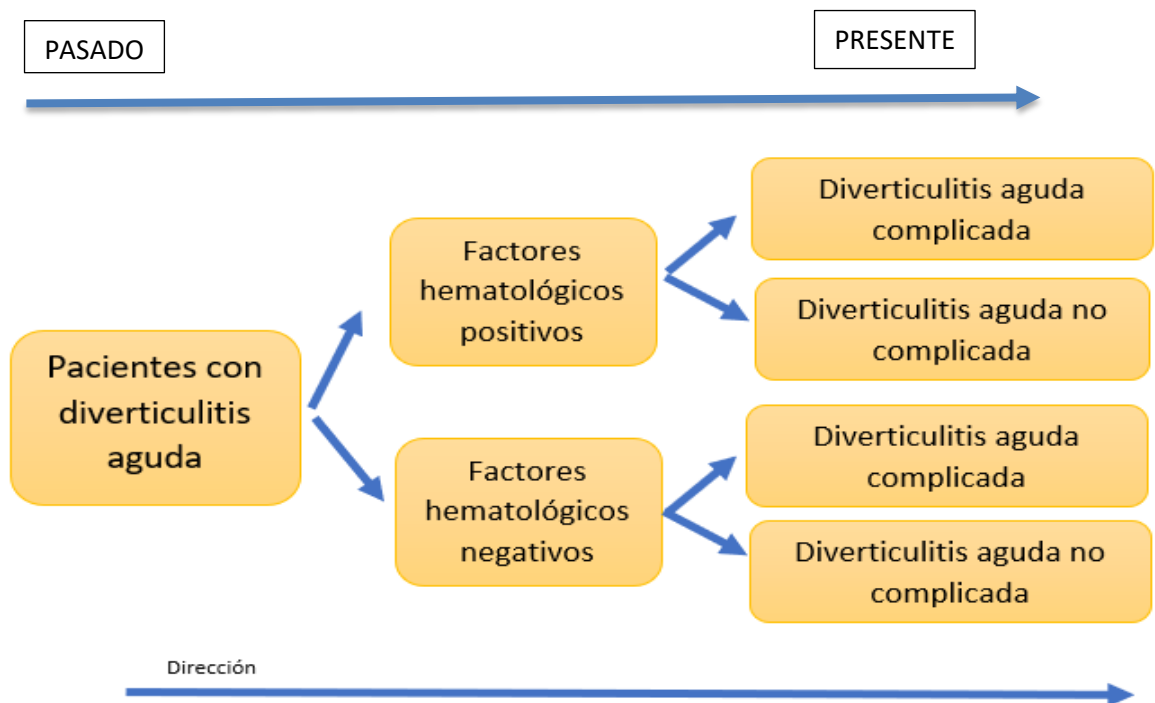 PASADO
PRESENTE
Pacientes con
diverticulitis
aguda
Factores
hematológicos
positivos
Diverticulitis aguda
complicada
Diverticulitis aguda no
complicada
Factores
hematológicos
negativos
Diverticulitis aguda
complicada
Diverticulitis aguda no
complicada
Dirección